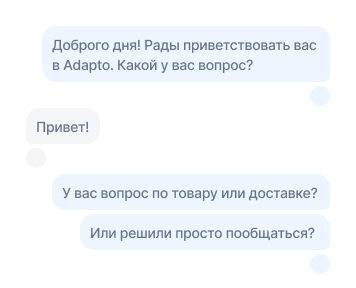 Доброго дня! Рады приветствовать вас
в Adapto. Какой у вас вопрос?
Привет!
У вас вопрос по товару или доставке?
Или решили просто пообщаться?